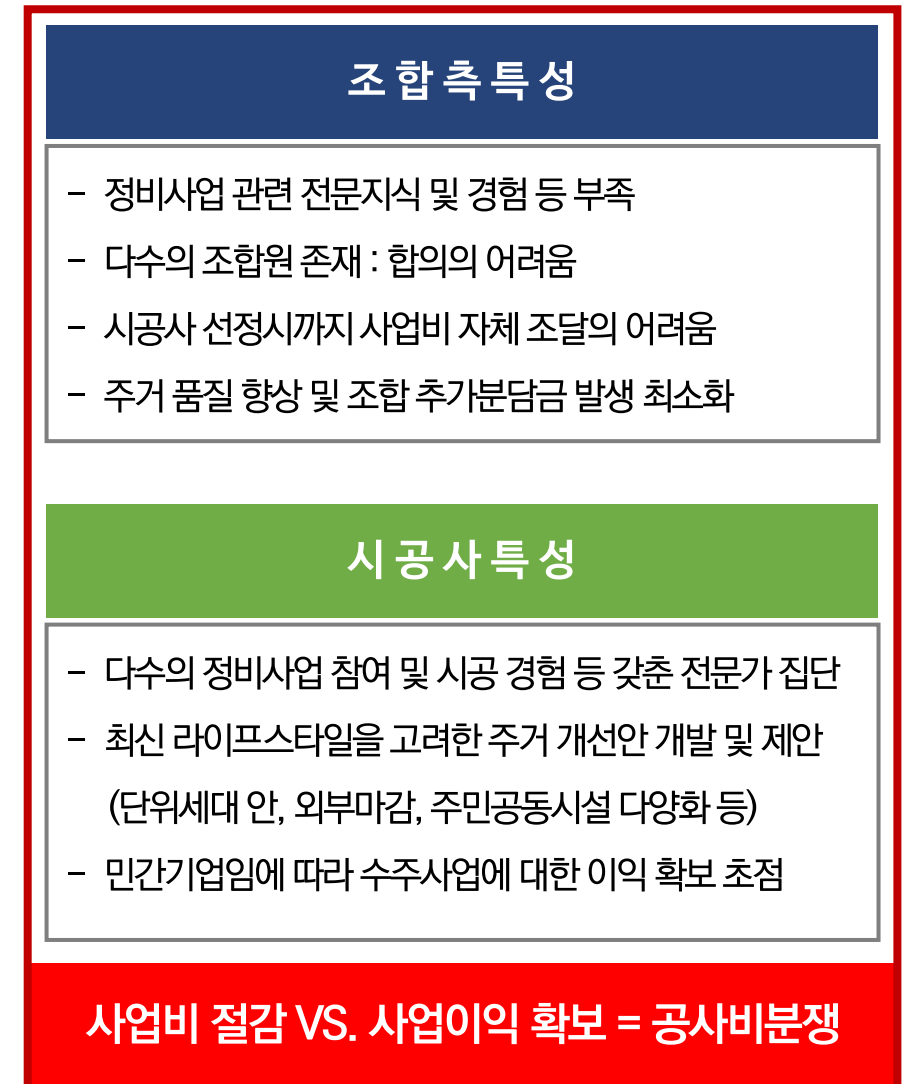 조합측특성
- 정비사업 관련 전문지식 및 경험 등 부족
- 다수의 조합원 존재 : 합의의 어려움
- 시공사 선정시까지 사업비 자체 조달의 어려움
- 주거 품질 향상 및 조합 추가분담금 발생 최소화
시공사특성
- 다수의 정비사업 참여 및 시공 경험 등 갖춘 전문가 집단
- 최신 라이프스타일을 고려한 주거 개선안 개발 및 제안
(단위세대 안, 외부마감, 주민공동시설 다양화 등)
- 민간기업임에 따라 수주사업에 대한 이익 확보 초점
사업비 절감 VS. 사업이익 확보 = 공사비분쟁